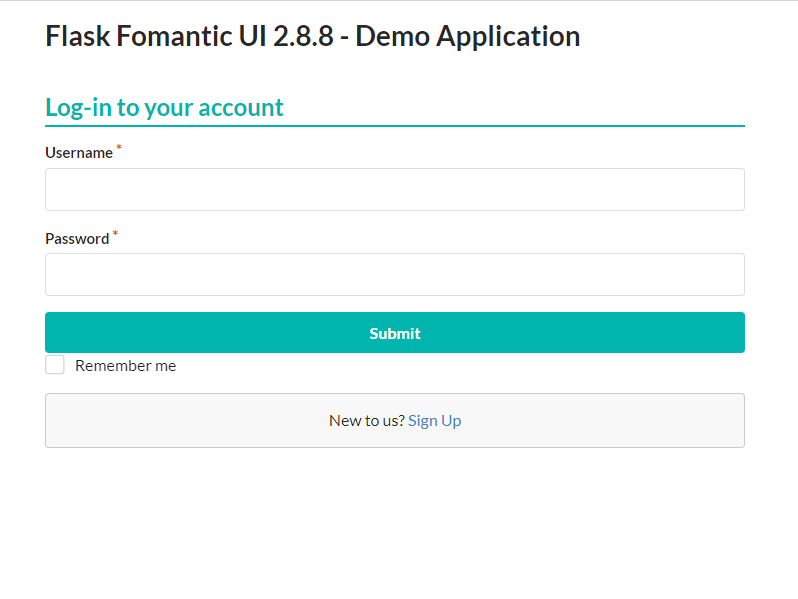 Flask Fomantic UI 2.8.8 - Demo Application
Log-in to your account
Username *
Password *
Submit
Remember me
New to us? Sign Up